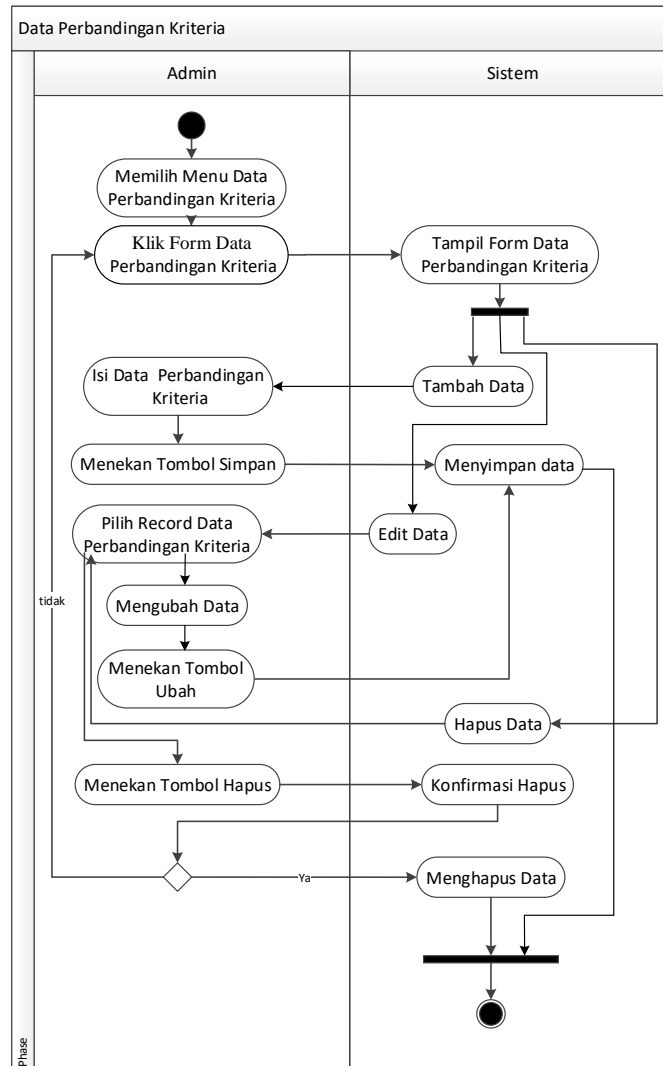 Data Perbandingan Kriteria
Admin
Sistem
Memilih Menu Data
Perbandingan Kriteria
Klik Form Data
Perbandingan Kriteria
Tampil Form Data
Perbandingan Kriteria
Isi Data Perbandingan
Kriteria
Tambah Data
Menekan Tombol Simpan
Menyimpan data
Pilih Record Data
Perbandingan Kriteria
Edit Data
tidak
Mengubah Data
Menekan Tombol
Ubah
Hapus Data
Menekan Tombol Hapus
Konfirmasi Hapus
Ya
Menghapus Data
Phase